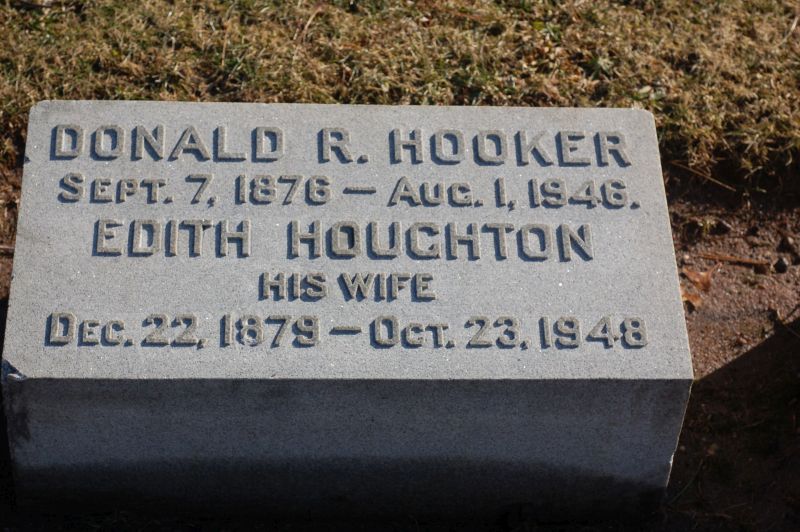 DONALD R. HOOKER
SEPT. 7, 1876 – AUG. 1, 1946.
EDITH HOUGHTON
HIS WIFE
DEC. 22, 1879 – OCT. 23, 1948